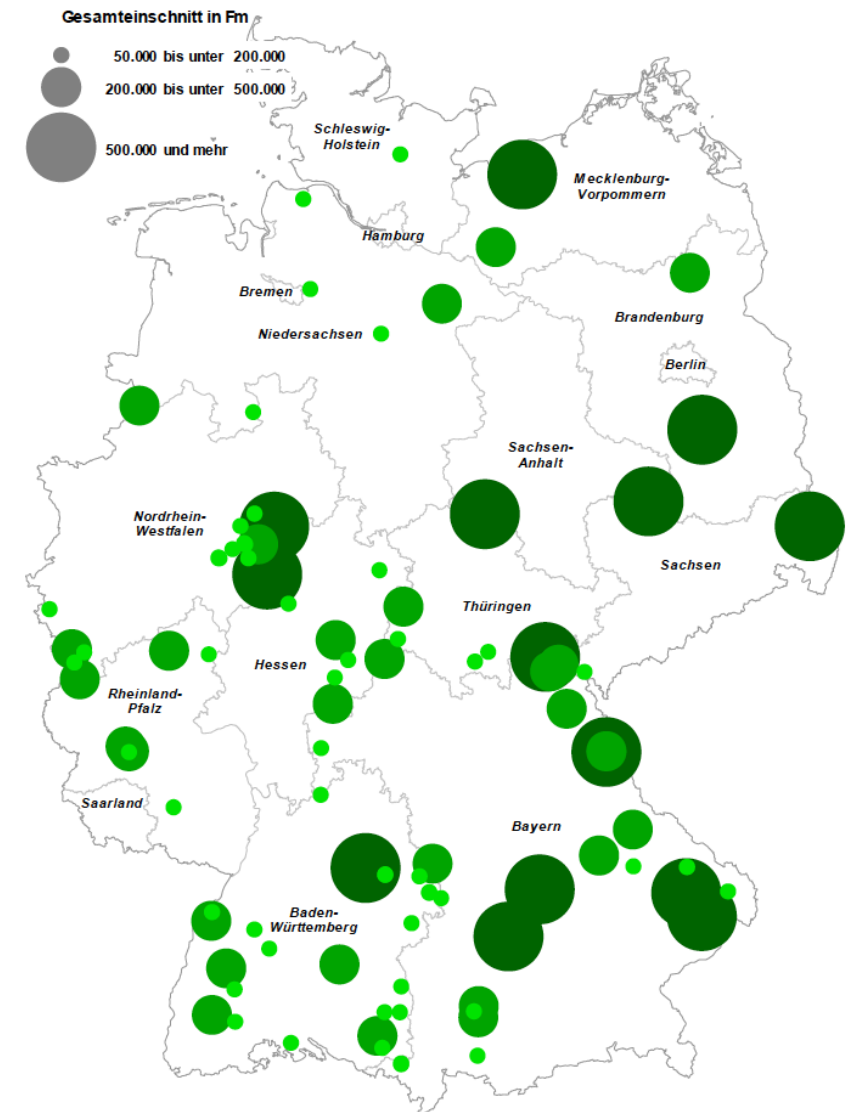 Gesamteinschnitt in Fm
50.000 bis unter 200.000
200.000 bis unter 500.000
500.000 und mehr
Schleswig-
Holstein
Mecklenburg-
Vorpommern
Hamburg
Bremen
Niedersachsen
Brandenburg
Berlin
Sachsen-
Anhalt
Nordrhein-
Westfalen
Sachsen
Thüringen
Hessen
Rheinland-
Pfalz
Saarland
Bayern
Baden-
Württemberg